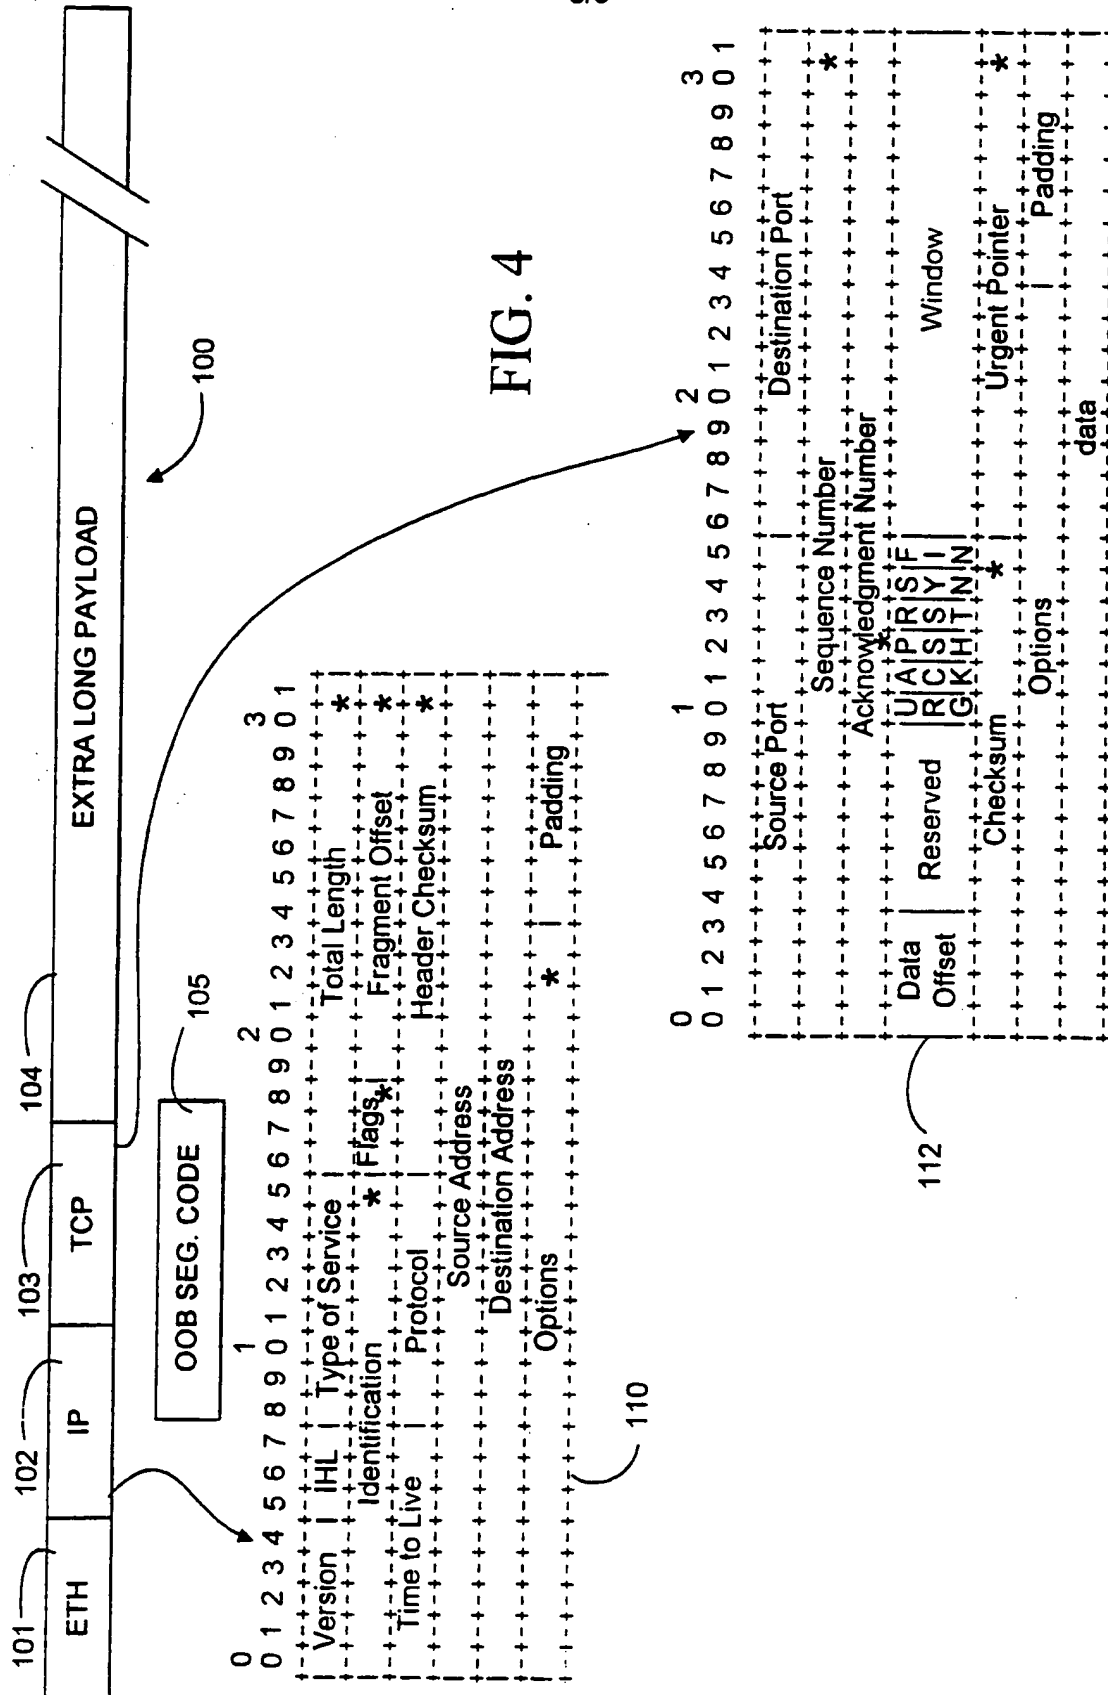 101 102 103 104
ETH IP TCP EXTRA LONG PAYLOAD
100
OOB SEG. CODE
105
FIG. 4
0 1 2 3
0 1 2 3 4 5 6 7 8 9 0 1 2 3 4 5 6 7 8 9 0 1 2 3 4 5 6 7 8 9 0 1
Version | IHL | Type of Service | Total Length *
Identification * | Flags * | Fragment Offset *
Time to Live | Protocol | Header Checksum *
Source Address
Destination Address
Options * | Padding
110
0 1 2 3
0 1 2 3 4 5 6 7 8 9 0 1 2 3 4 5 6 7 8 9 0 1 2 3 4 5 6 7 8 9 0 1
Source Port | Destination Port
Sequence Number *
Acknowledgment Number *
Data | |U|A|P|R|S|F|
Offset | Reserved |R|C|S|S|Y|I| Window
|G|K|H|T|N|N|
Checksum * | Urgent Pointer *
Options | Padding
data
112